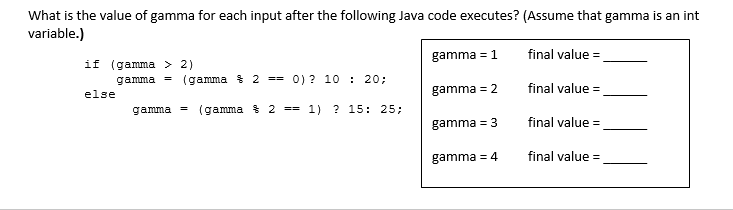 What is the value of gamma for each input after the following Java code executes? (Assume that gamma is an int
variable.)
if (gamma > 2)
gamma = (gamma % 2 == 0)? 10 : 20;
else
gamma = (gamma % 2 == 1) ? 15: 25;
gamma = 1 final value = ______
gamma = 2 final value = ______
gamma = 3 final value = ______
gamma = 4 final value = ______